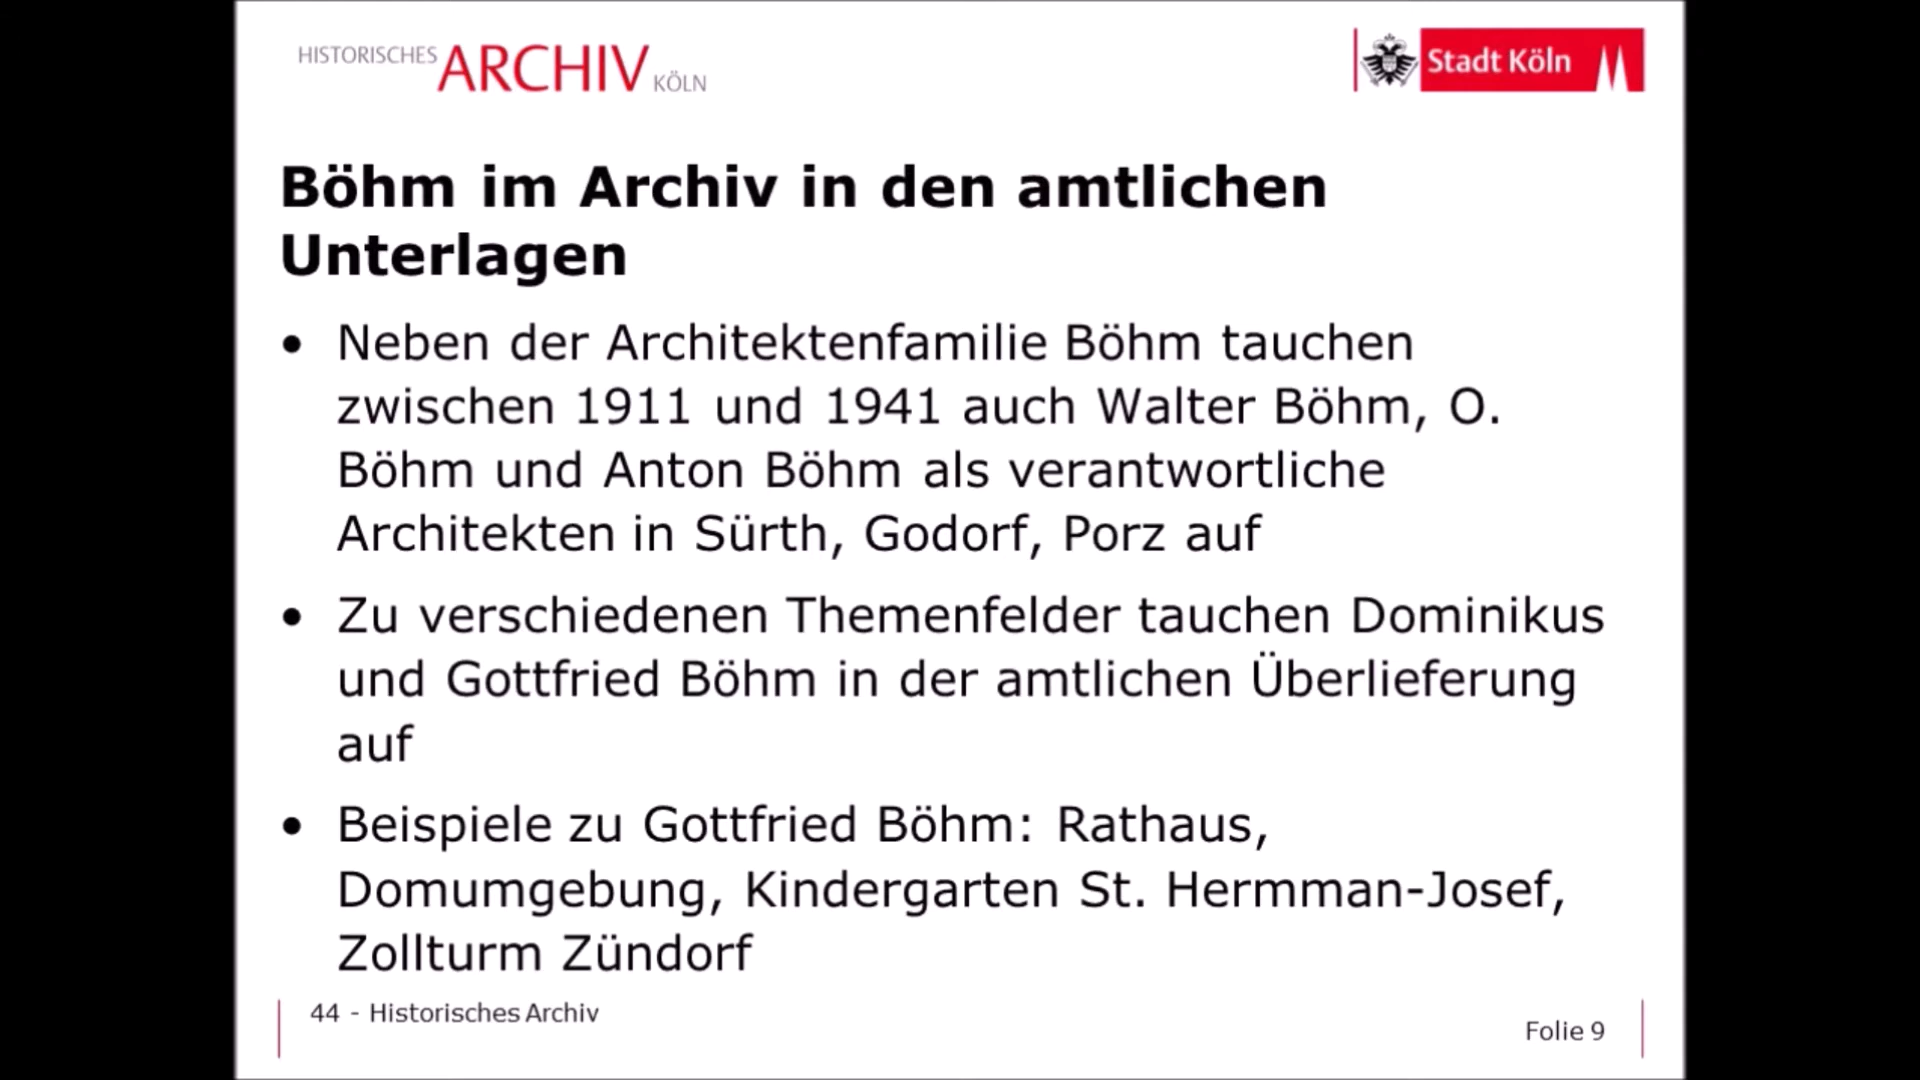 HISTORISCHES ARCHIV KÖLN
Stadt Köln
Böhm im Archiv in den amtlichen
Unterlagen
• Neben der Architektenfamilie Böhm tauchen
zwischen 1911 und 1941 auch Walter Böhm, O.
Böhm und Anton Böhm als verantwortliche
Architekten in Sürth, Godorf, Porz auf
• Zu verschiedenen Themenfelder tauchen Dominikus
und Gottfried Böhm in der amtlichen Überlieferung
auf
• Beispiele zu Gottfried Böhm: Rathaus,
Domumgebung, Kindergarten St. Hermman-Josef,
Zollturm Zündorf
44 - Historisches Archiv
Folie 9